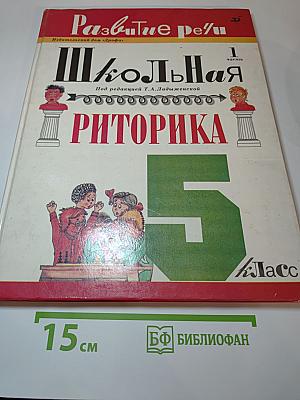 Развитие речи
Издательский дом «Дрофа»
1
часть
Школьная
Под редакцией Т.А.Ладыженской
РИТОРИКА
5
класс
15 см
БФ БИБЛИОФАН